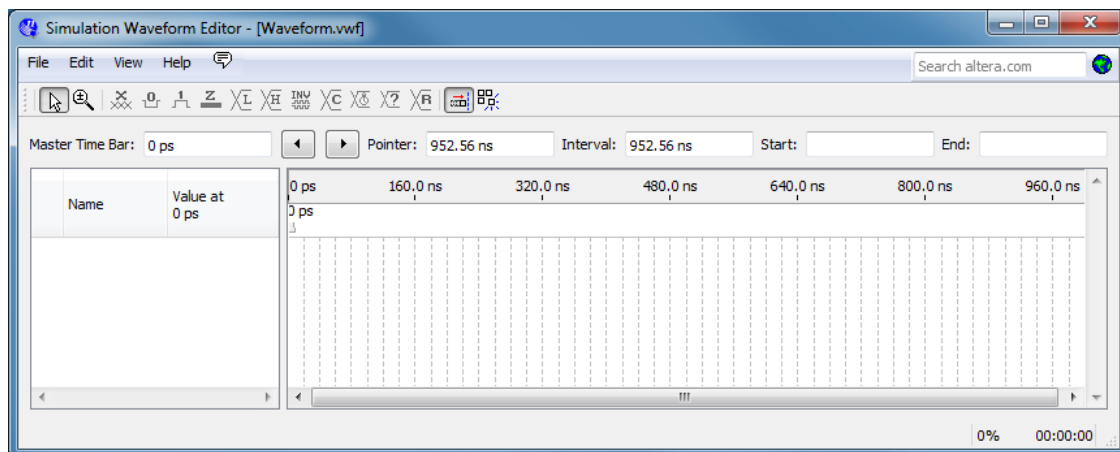 Simulation Waveform Editor - [Waveform.vwf]
File Edit View Help
Search altera.com
X 0 1 Z L H INV C ? R
Master Time Bar: 0 ps Pointer: 952.56 ns Interval: 952.56 ns Start: End:
Name Value at 0 ps
0 ps 160.0 ns 320.0 ns 480.0 ns 640.0 ns 800.0 ns 960.0 ns
0 ps
0% 00:00:00